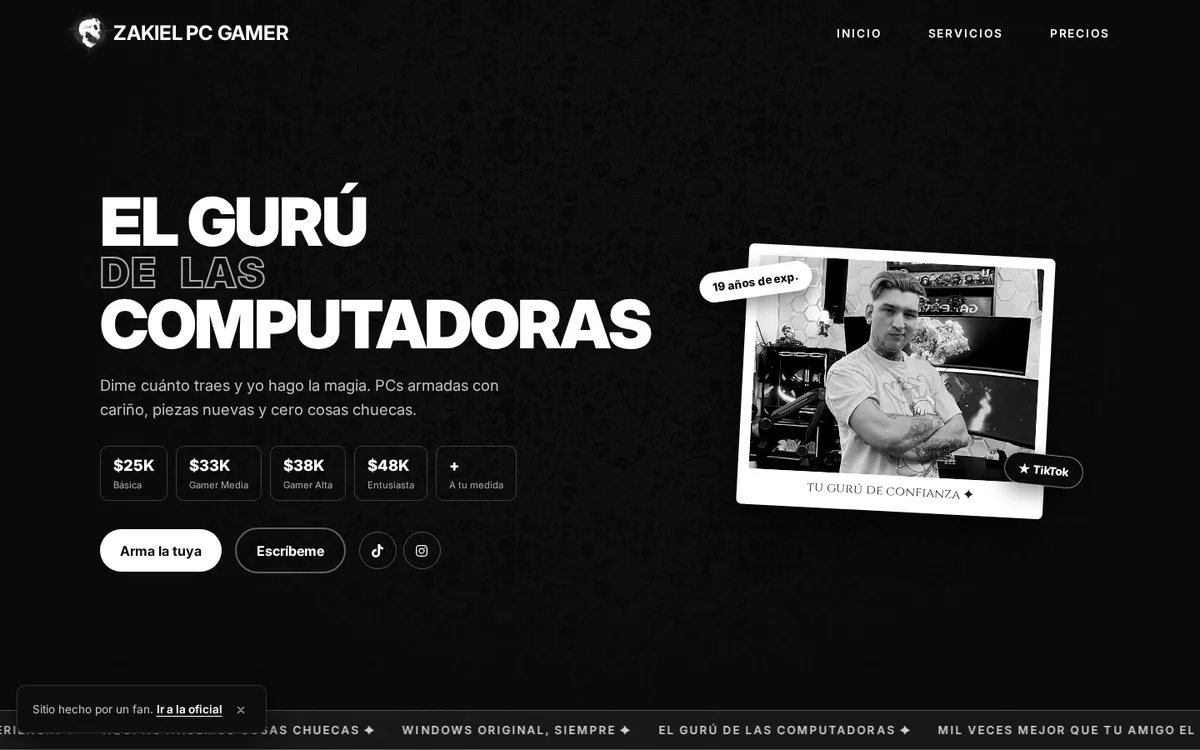 ZAKIEL PC GAMER
INICIO
SERVICIOS
PRECIOS
EL GURÚ
DE LAS
COMPUTADORAS
Dime cuánto traes y yo hago la magia. PCs armadas con
cariño, piezas nuevas y cero cosas chuecas.
$25K
Básica
$33K
Gamer Media
$38K
Gamer Alta
$48K
Entusiasta
+
A tu medida
Arma la tuya
Escríbeme
19 años de exp.
★ TikTok
TU GURÚ DE CONFIANZA ✦
Sitio hecho por un fan. Ir a la oficial ×
CHUECAS ✦ WINDOWS ORIGINAL, SIEMPRE ✦ EL GURÚ DE LAS COMPUTADORAS ✦ MIL VECES MEJOR QUE TU AMIGO EL